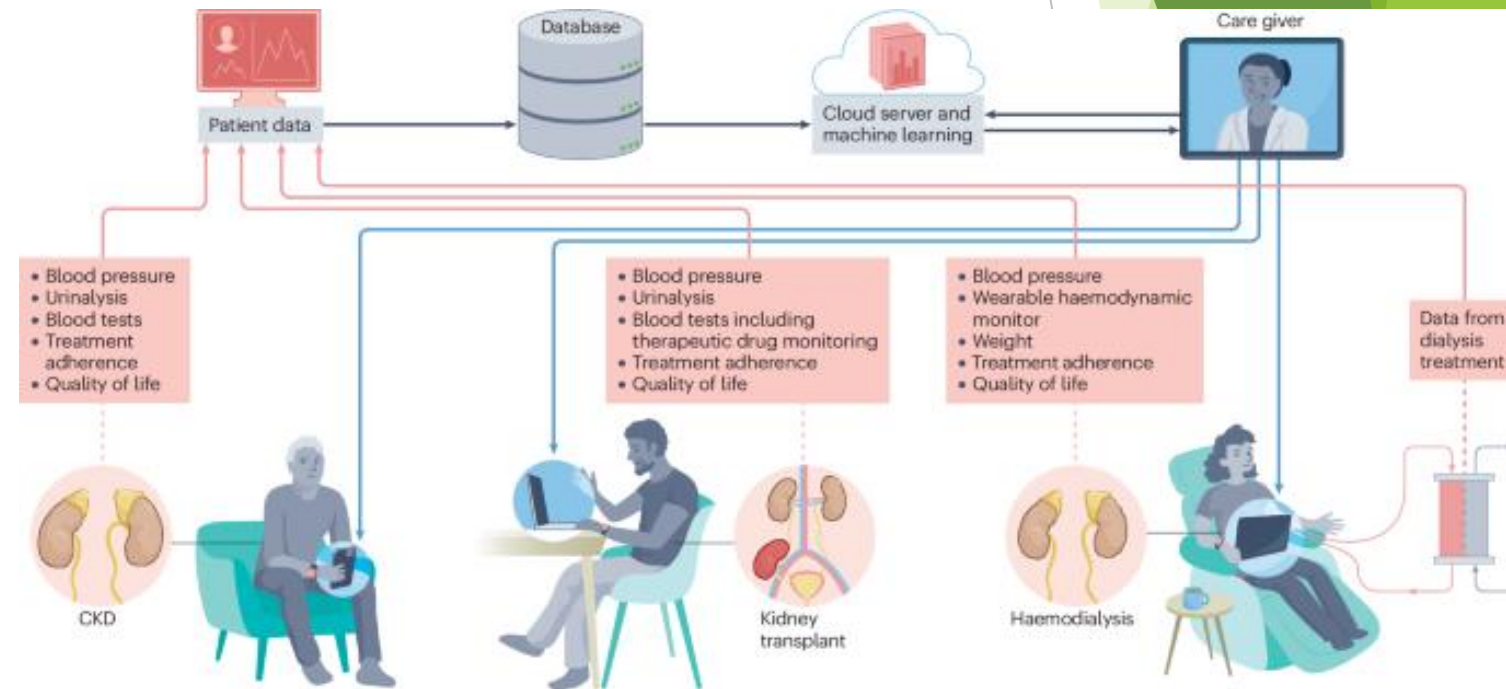 Patient data
Database
Cloud server and
machine learning
Care giver
• Blood pressure
• Urinalysis
• Blood tests
• Treatment
adherence
• Quality of life
• Blood pressure
• Urinalysis
• Blood tests including
therapeutic drug monitoring
• Treatment adherence
• Quality of life
• Blood pressure
• Wearable haemodynamic
monitor
• Weight
• Treatment adherence
• Quality of life
Data from
dialysis
treatment
CKD
Kidney
transplant
Haemodialysis